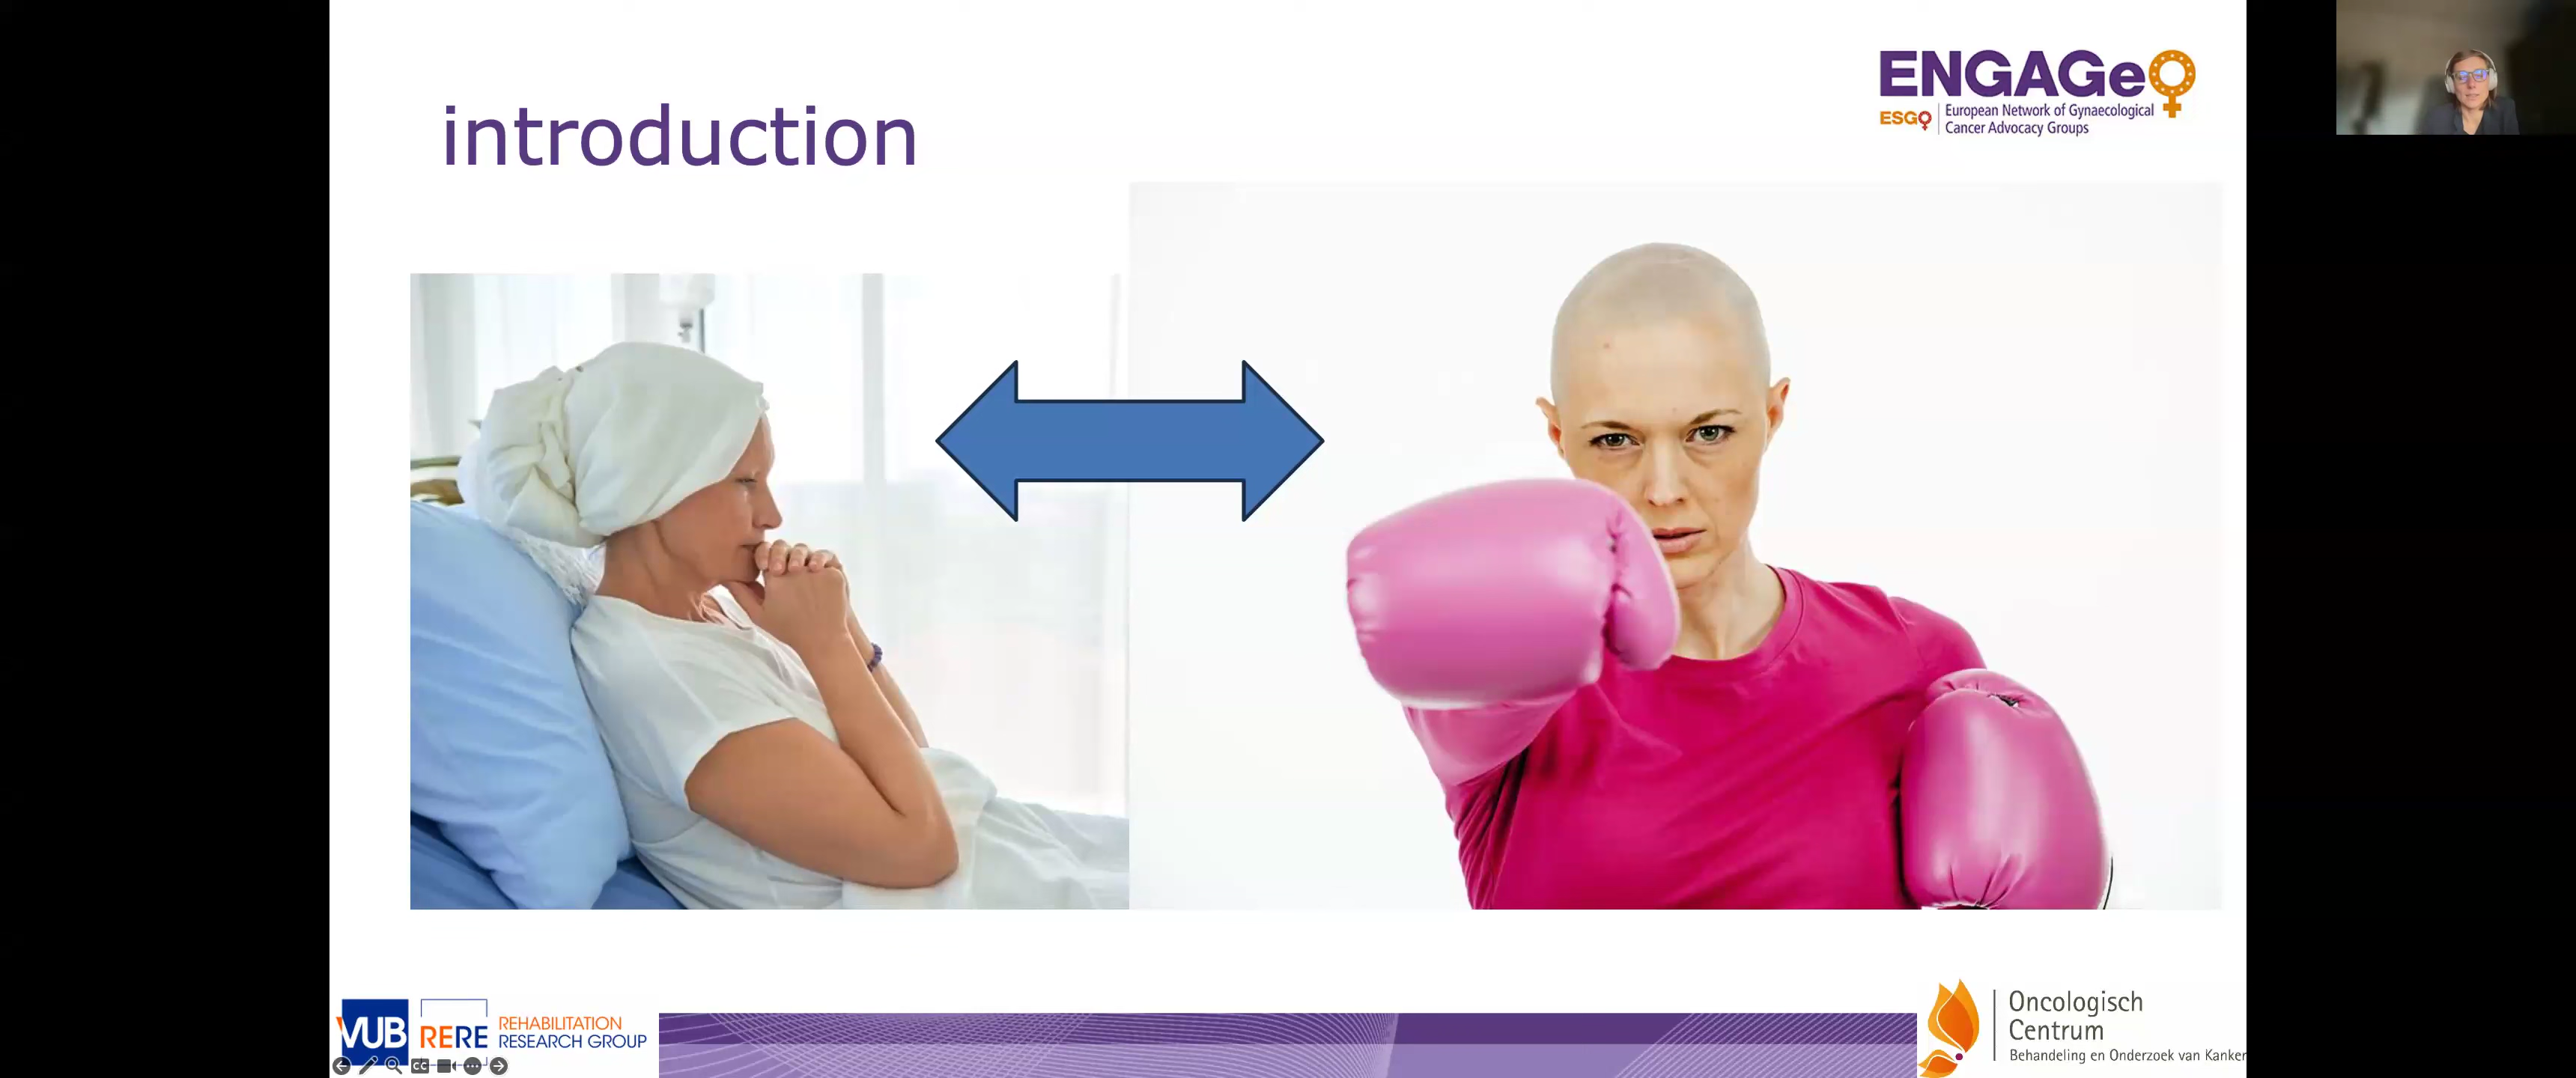 introduction
ENGAGe
ESGO
European Network of Gynaecological
Cancer Advocacy Groups
VUB
RERE
REHABILITATION
RESEARCH GROUP
CC
Oncologisch
Centrum
Behandeling en Onderzoek van Kanker